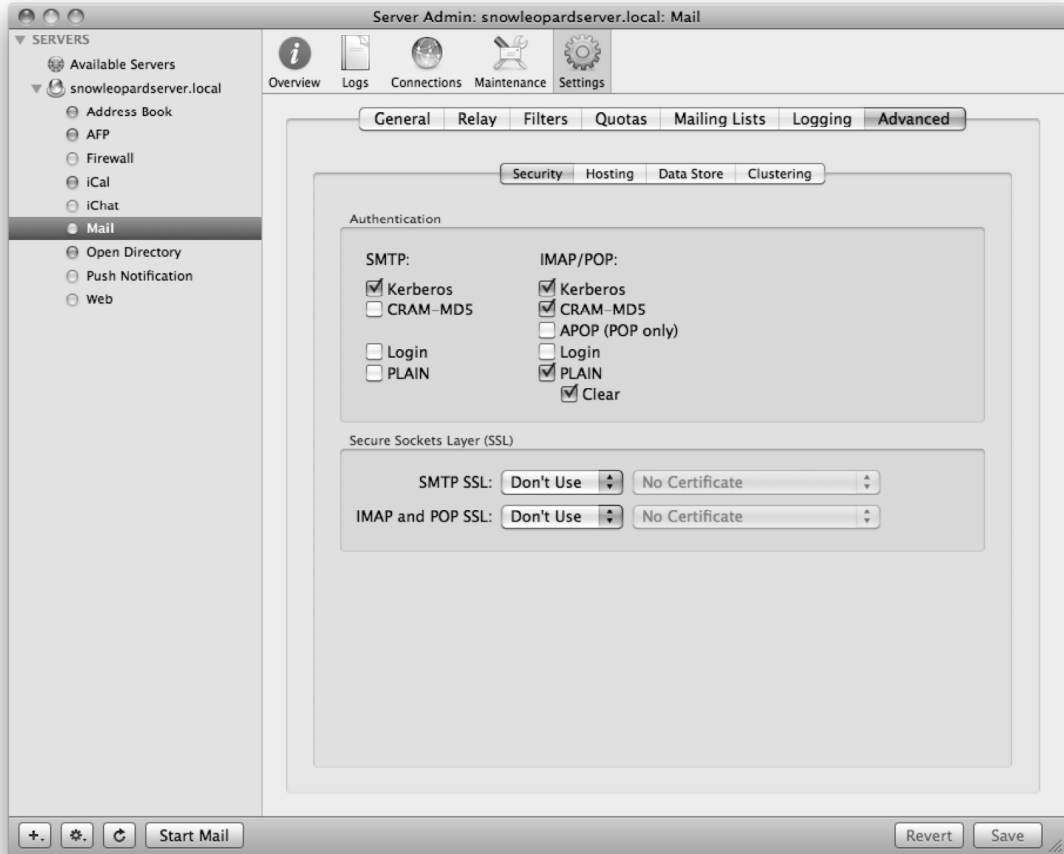 Server Admin: snowleopardserver.local: Mail
SERVERS
Available Servers
snowleopardserver.local
Address Book
AFP
Firewall
iCal
iChat
Mail
Open Directory
Push Notification
Web
Overview Logs Connections Maintenance Settings
General Relay Filters Quotas Mailing Lists Logging Advanced
Security Hosting Data Store Clustering
Authentication
SMTP: IMAP/POP:
Kerberos Kerberos
CRAM-MD5 CRAM-MD5
APOP (POP only)
Login Login
PLAIN PLAIN
Clear
Secure Sockets Layer (SSL)
SMTP SSL: Don't Use No Certificate
IMAP and POP SSL: Don't Use No Certificate
Start Mail Revert Save